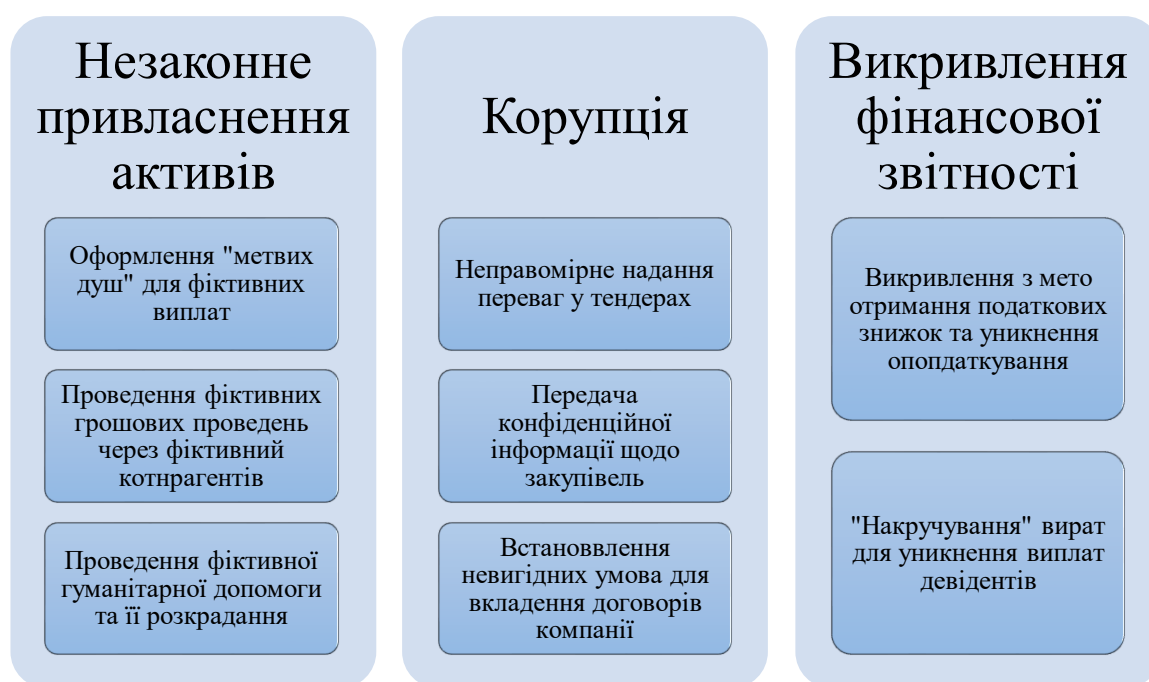 Незаконне
привласнення
активів
Оформлення "метвих
душ" для фіктивних
виплат
Проведення фіктивних
грошових проведень
через фіктивний
котнрагентів
Проведення фіктивної
гуманітарної допомоги
та її розкрадання
Корупція
Неправомірне надання
переваг у тендерах
Передача
конфіденційної
інформації щодо
закупівель
Встановвлення
невигідних умова для
вкладення договорів
компанії
Викривлення
фінансової
звітності
Викривлення з мето
отримання податкових
знижок та уникнення
опопдаткування
"Накручування" вират
для уникнення виплат
девідентів